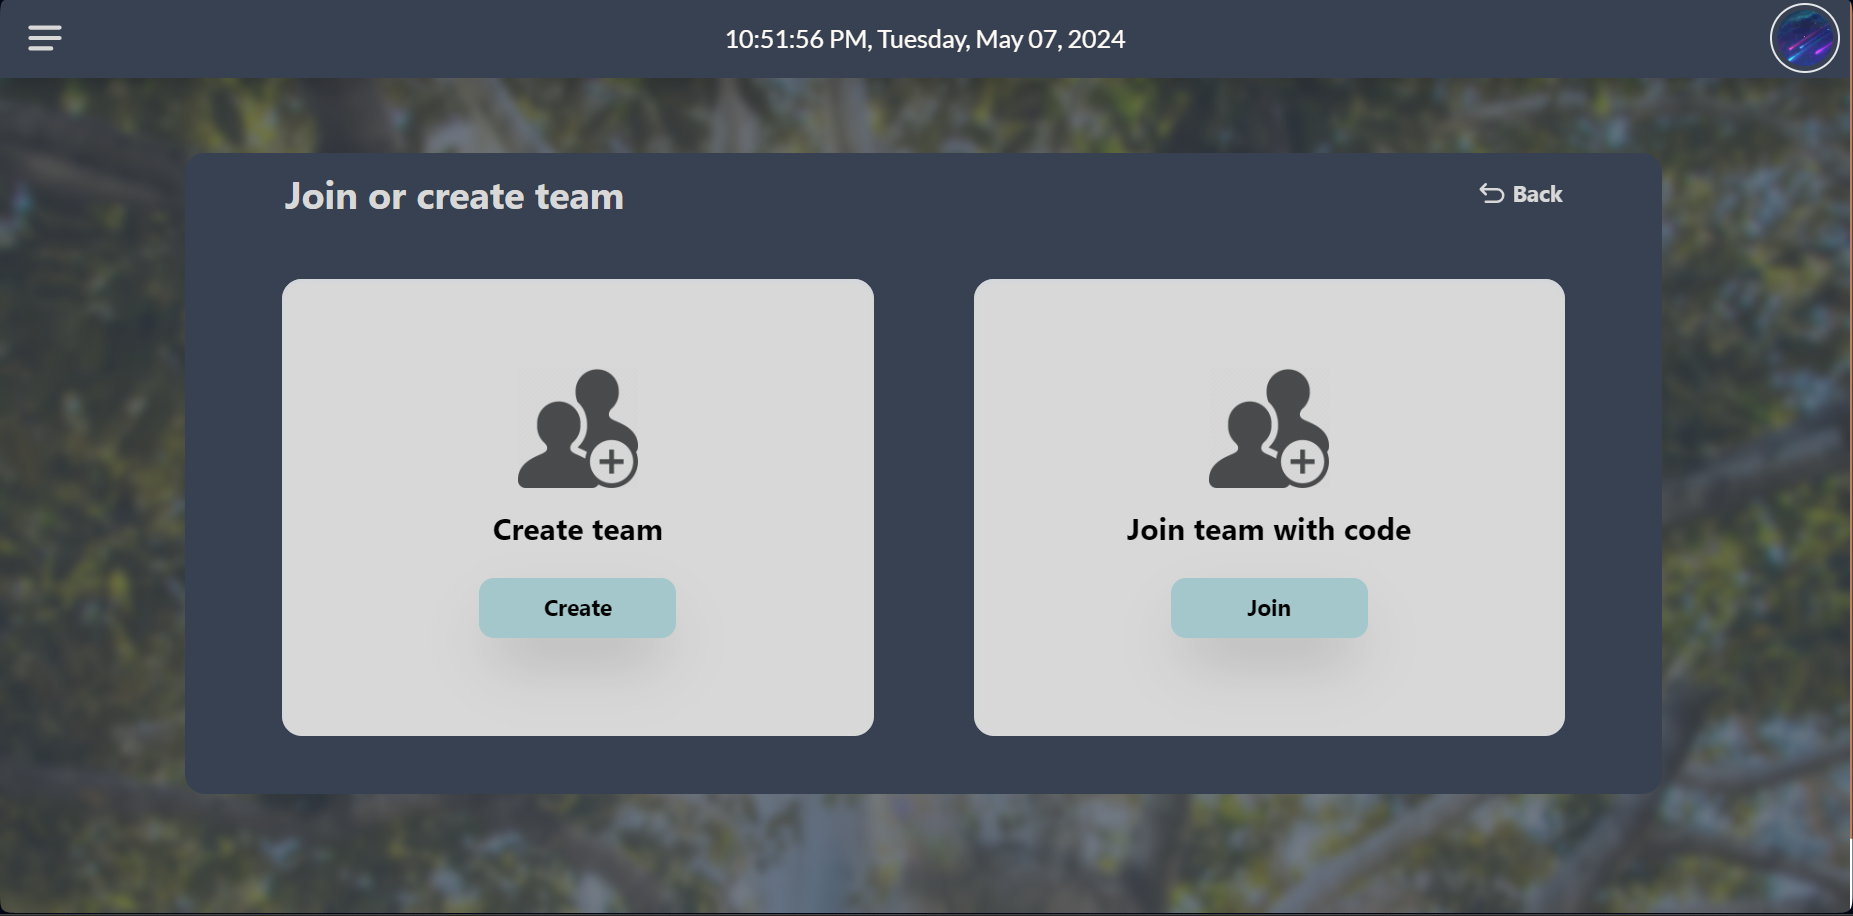 10:51:56 PM, Tuesday, May 07, 2024
Join or create team
Back
Create team
Join team with code
Create
Join